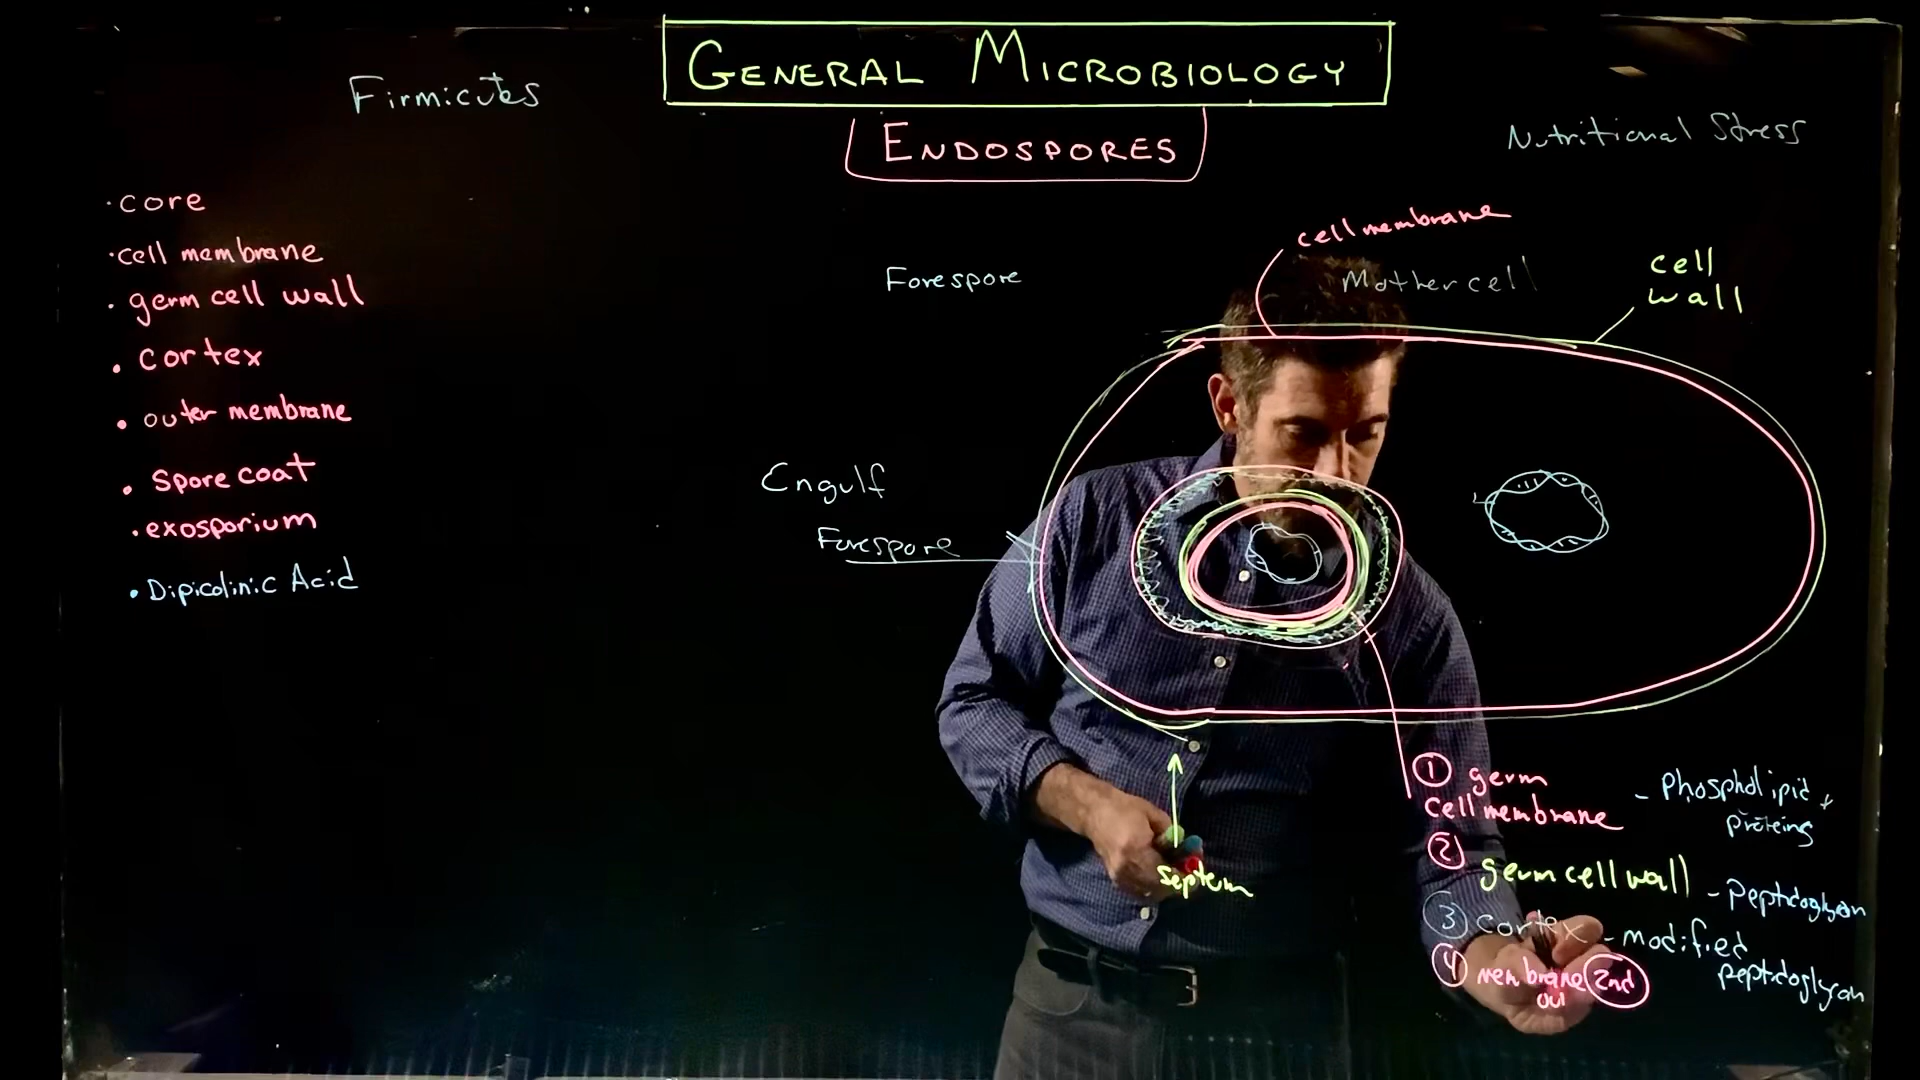 GENERAL MICROBIOLOGY
ENDOSPORES
Firmicutes
Nutritional Stress
• core
• cell membrane
• germ cell wall
• cortex
• outer membrane
• Spore coat
• exosporium
• Dipicolinic Acid
Forespore
Engulf
Forespore
cell membrane
Mother cell
cell
wall
septum
① germ
cell membrane
- Phospholipid +
proteins
②
germ cell wall
- peptidoglycan
③ cortex - modified
peptidoglycan
④ membrane 2nd
ou